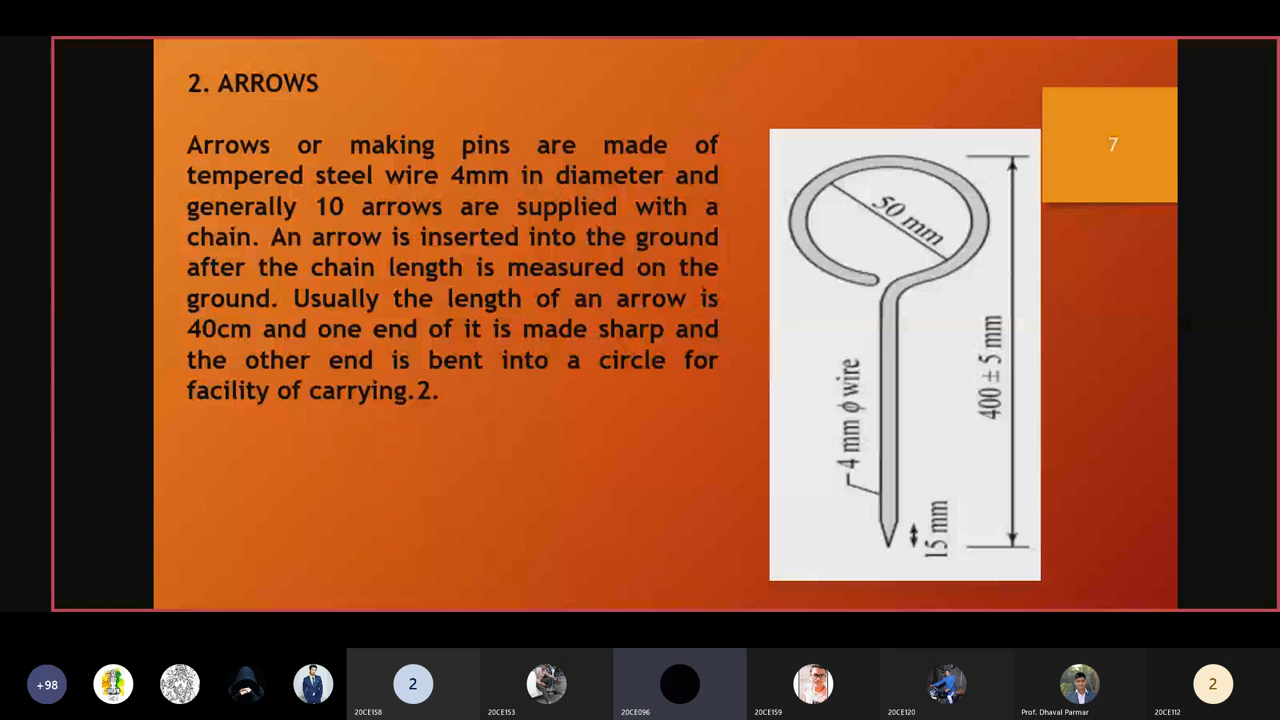 2. ARROWS
7
Arrows or making pins are made of
tempered steel wire 4mm in diameter and
generally 10 arrows are supplied with a
chain. An arrow is inserted into the ground
after the chain length is measured on the
ground. Usually the length of an arrow is
40cm and one end of it is made sharp and
the other end is bent into a circle for
facility of carrying.2.
50 mm
400 ± 5 mm
4 mm ϕ wire
15 mm
+98
2
2
20CE158
20CE153
20CE096
20CE159
20CE120
Prof. Dhaval Parmar
20CE112